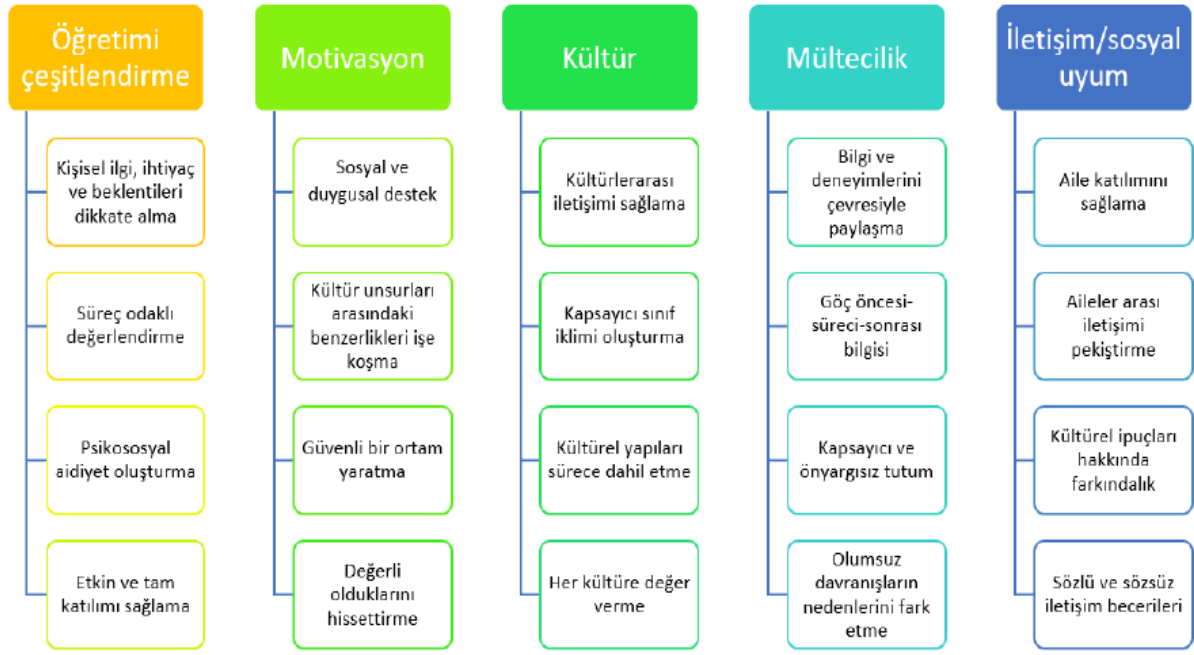 Öğretimi
çeşitlendirme
Kişisel ilgi, ihtiyaç
ve beklentileri
dikkate alma
Süreç odaklı
değerlendirme
Psikososyal
aidiyet oluşturma
Etkin ve tam
katılımı sağlama
Motivasyon
Sosyal ve
duygusal destek
Kültür unsurları
arasındaki
benzerlikleri işe
koşma
Güvenli bir ortam
yaratma
Değerli
olduklarını
hissettirme
Kültür
Kültürlerarası
iletişimi sağlama
Kapsayıcı sınıf
iklimi oluşturma
Kültürel yapıları
sürece dahil etme
Her kültüre değer
verme
Mültecilik
Bilgi ve
deneyimlerini
çevresiyle
paylaşma
Göç öncesi-
süreci-sonrası
bilgisi
Kapsayıcı ve
önyargısız tutum
Olumsuz
davranışların
nedenlerini fark
etme
İletişim/sosyal
uyum
Aile katılımını
sağlama
Aileler arası
iletişimi
pekiştirme
Kültürel ipuçları
hakkında
farkındalık
Sözlü ve sözsüz
iletişim becerileri